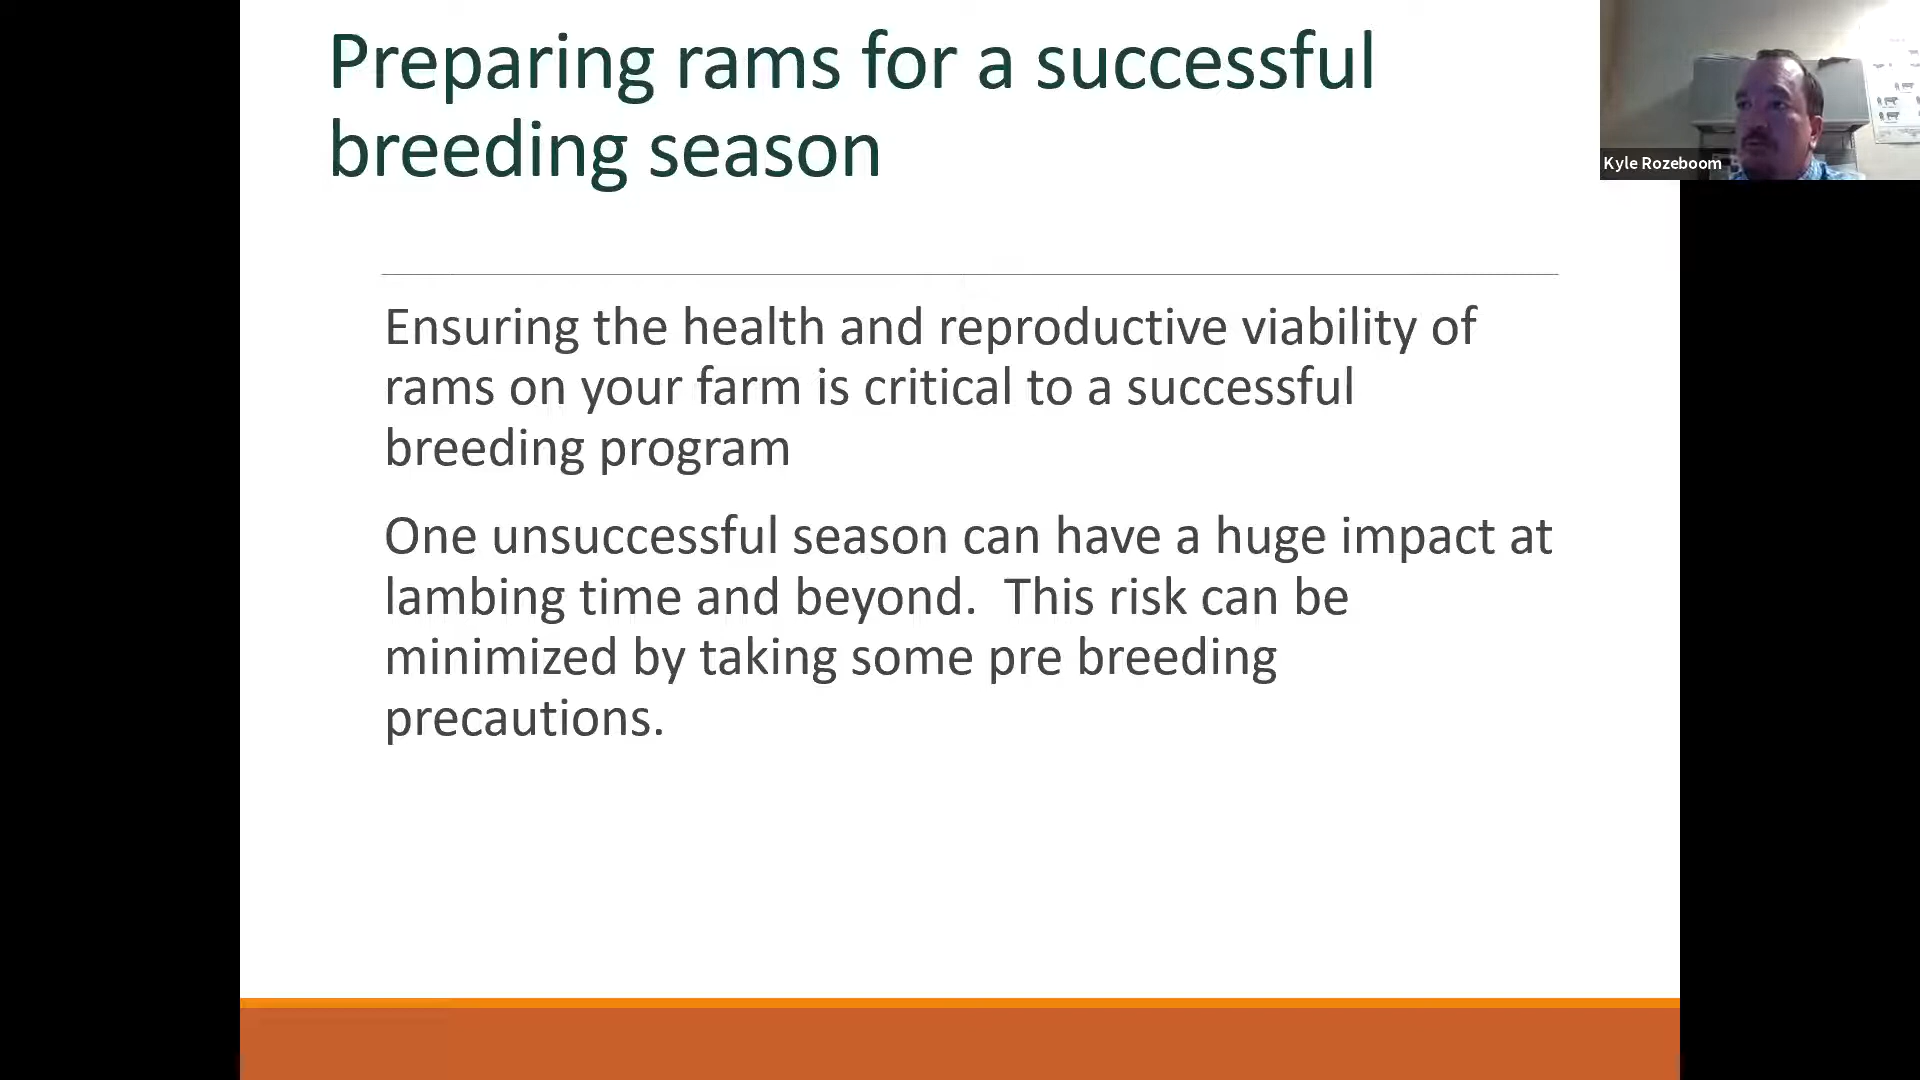 Preparing rams for a successful
breeding season
Kyle Rozeboom
Ensuring the health and reproductive viability of
rams on your farm is critical to a successful
breeding program
One unsuccessful season can have a huge impact at
lambing time and beyond.  This risk can be
minimized by taking some pre breeding
precautions.